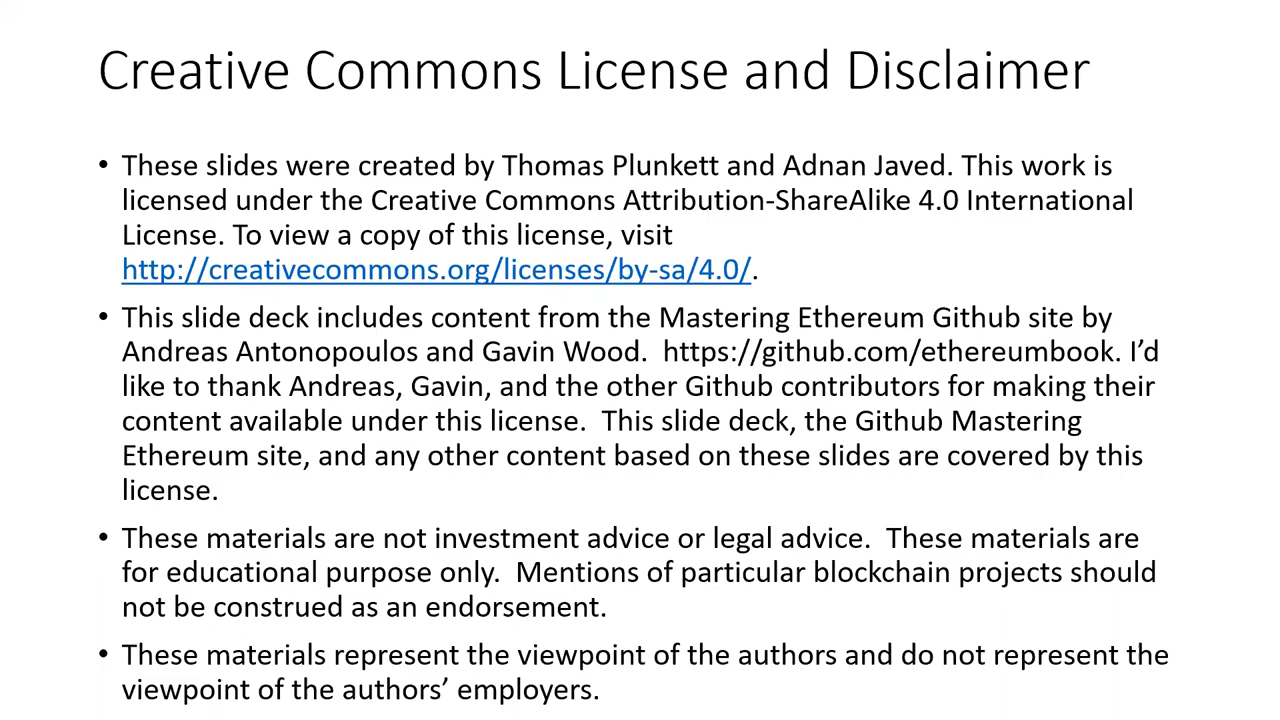 Creative Commons License and Disclaimer
• These slides were created by Thomas Plunkett and Adnan Javed. This work is
licensed under the Creative Commons Attribution-ShareAlike 4.0 International
License. To view a copy of this license, visit
http://creativecommons.org/licenses/by-sa/4.0/.
• This slide deck includes content from the Mastering Ethereum Github site by
Andreas Antonopoulos and Gavin Wood.  https://github.com/ethereumbook. I’d
like to thank Andreas, Gavin, and the other Github contributors for making their
content available under this license.  This slide deck, the Github Mastering
Ethereum site, and any other content based on these slides are covered by this
license.
• These materials are not investment advice or legal advice.  These materials are
for educational purpose only.  Mentions of particular blockchain projects should
not be construed as an endorsement.
• These materials represent the viewpoint of the authors and do not represent the
viewpoint of the authors’ employers.